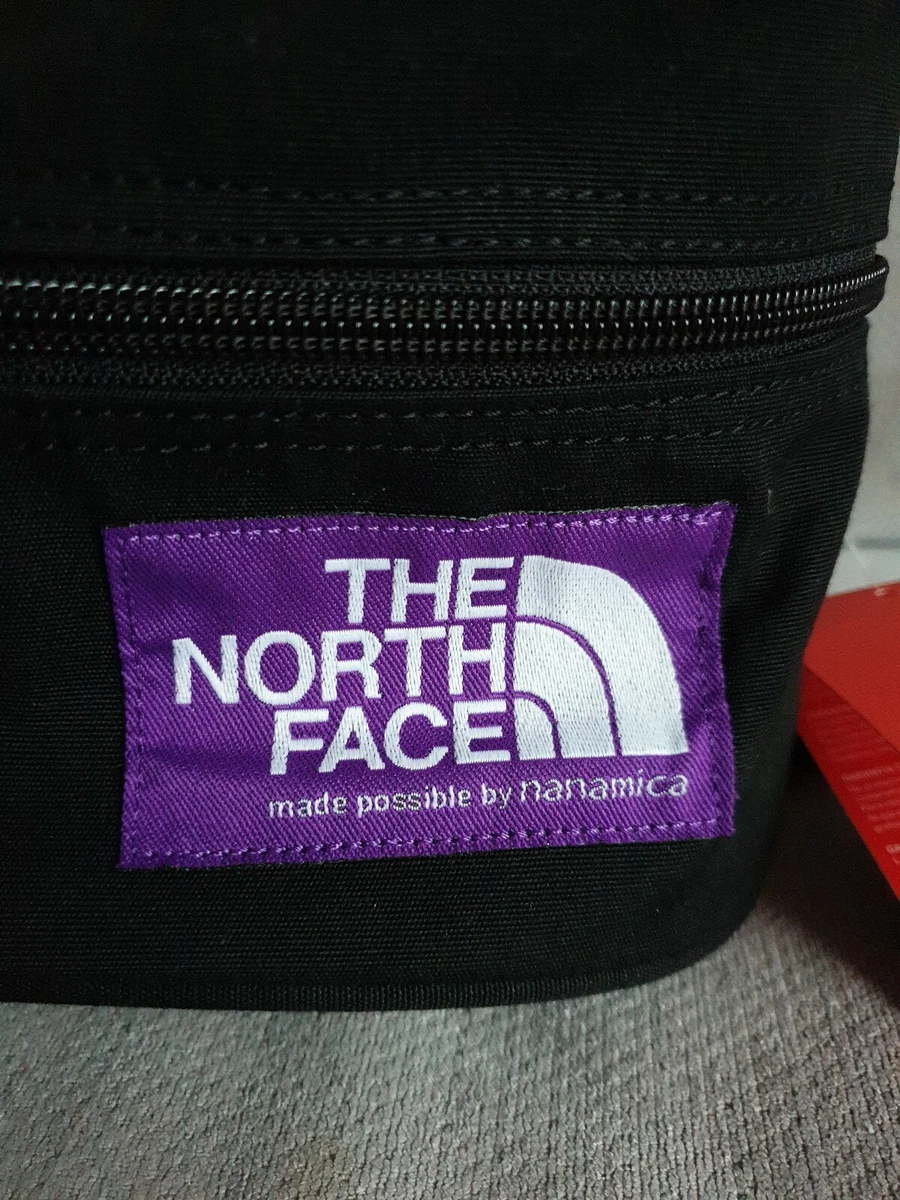 THE
NORTH
FACE
made possible by nanamica